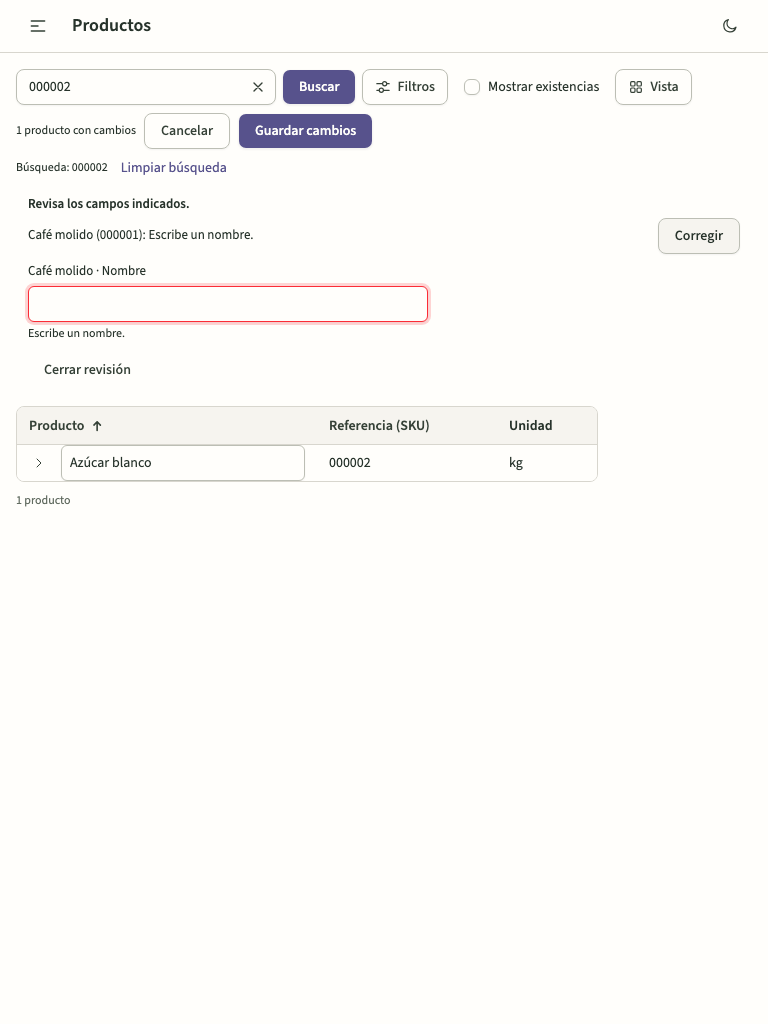 Productos
000002
Buscar
Filtros
Mostrar existencias
Vista
1 producto con cambios
Cancelar
Guardar cambios
Búsqueda: 000002
Limpiar búsqueda
Revisa los campos indicados.
Café molido (000001): Escribe un nombre.
Corregir
Café molido · Nombre
Escribe un nombre.
Cerrar revisión
Producto
Referencia (SKU)
Unidad
Azúcar blanco
000002
kg
1 producto